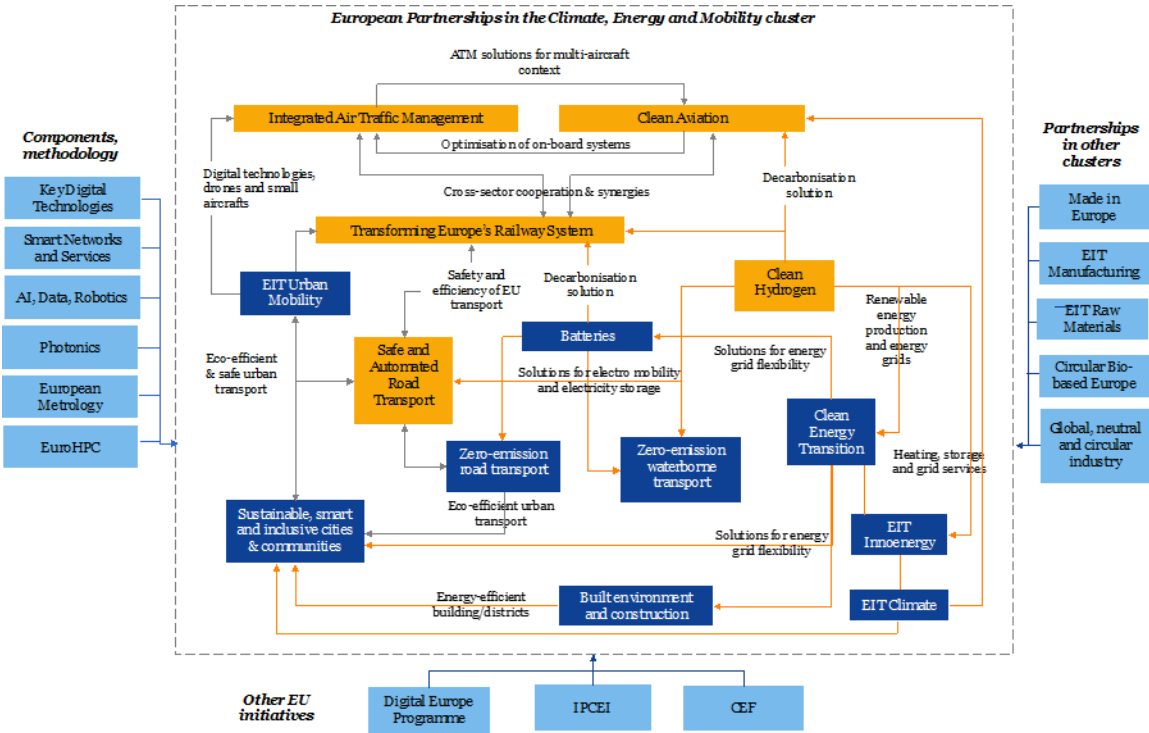 European Partnerships in the Climate, Energy and Mobility cluster
ATM solutions for multi-aircraft
context
Integrated Air Traffic Management
Clean Aviation
Components,
methodology
Partnerships
in other
clusters
Optimisation of on-board systems
Digital technologies,
drones and small
aircrafts
Decarbonisation
solution
Cross-sector cooperation & synergies
Key Digital
Technologies
Made in
Europe
Transforming Europe's Railway System
Smart Networks
and Services
EIT
Manufacturing
EIT Urban
Mobility
Safety and
efficiency of EU
transport
Decarbonisation
solution
Clean
Hydrogen
AI, Data, Robotics
Renewable
energy
production
and energy
grids
EIT Raw
Materials
Batteries
Photonics
Eco-efficient
& safe urban
transport
Safe and
Automated
Road
Transport
Solutions for energy
grid flexibility
Solutions for electro mobility
and electricity storage
Circular Bio-
based Europe
European
Metrology
Clean
Energy
Transition
Global, neutral
and circular
industry
EuroHPC
Zero-emission
road transport
Zero-emission
waterborne
transport
Heating, storage
and grid services
Eco-efficient urban
transport
Sustainable, smart
and inclusive cities
& communities
Solutions for energy
grid flexibility
EIT
Innoenergy
Energy-efficient
building/districts
Built environment
and construction
EIT Climate
Other EU
initiatives
Digital Europe
Programme
IPCEI
CEF